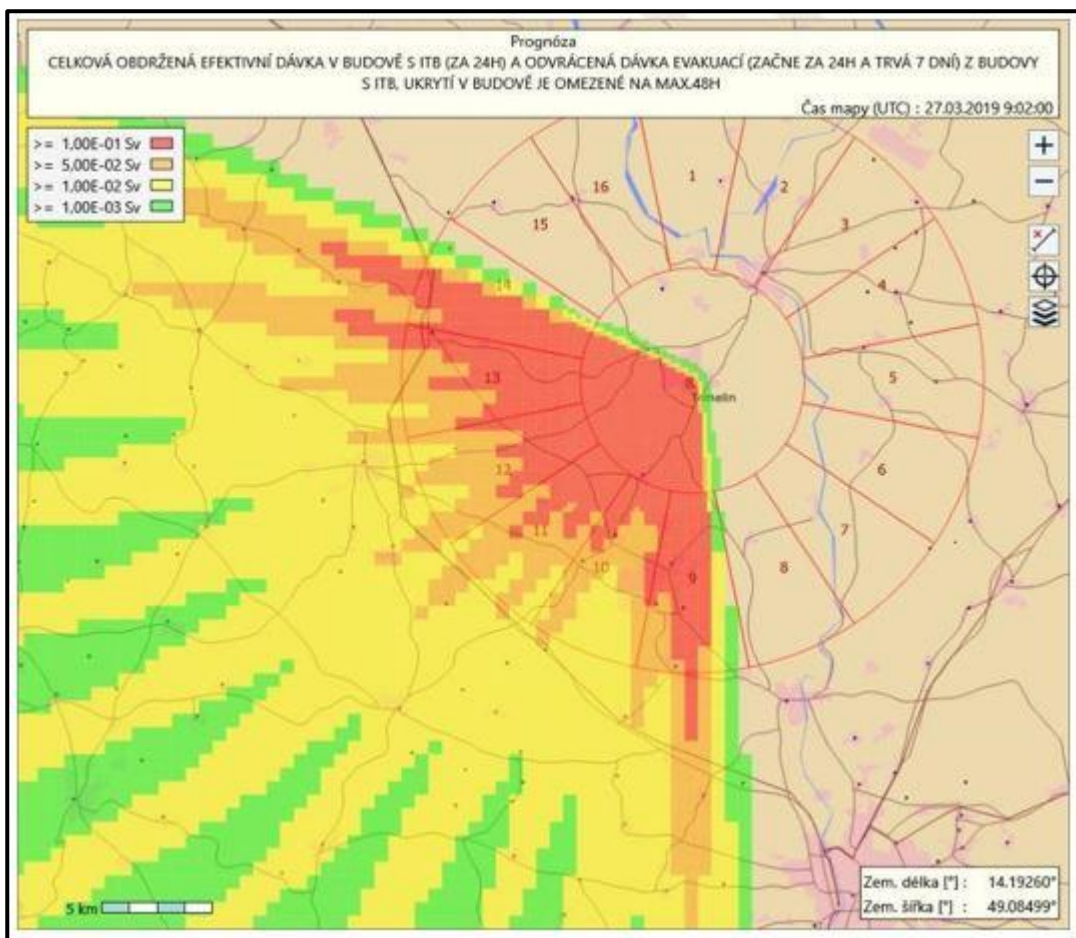 Prognóza
CELKOVÁ OBDRŽENÁ EFEKTIVNÍ DÁVKA V BUDOVĚ S ITB (ZA 24H) A ODVRÁCENÁ DÁVKA EVAKUACÍ (ZAČNE ZA 24H A TRVÁ 7 DNÍ) Z BUDOVY
S ITB, UKRYTÍ V BUDOVĚ JE OMEZENÉ NA MAX.48H
Čas mapy (UTC) : 27.03.2019 9:02:00
>= 1,00E-01 Sv
>= 5,00E-02 Sv
>= 1,00E-02 Sv
>= 1,00E-03 Sv
+
−
16
1
2
15
3
14
4
13
5
Temelín
12
6
11
7
10
9
8
5 km
Zem. délka [°] : 14.19260°
Zem. šířka [°] : 49.08499°